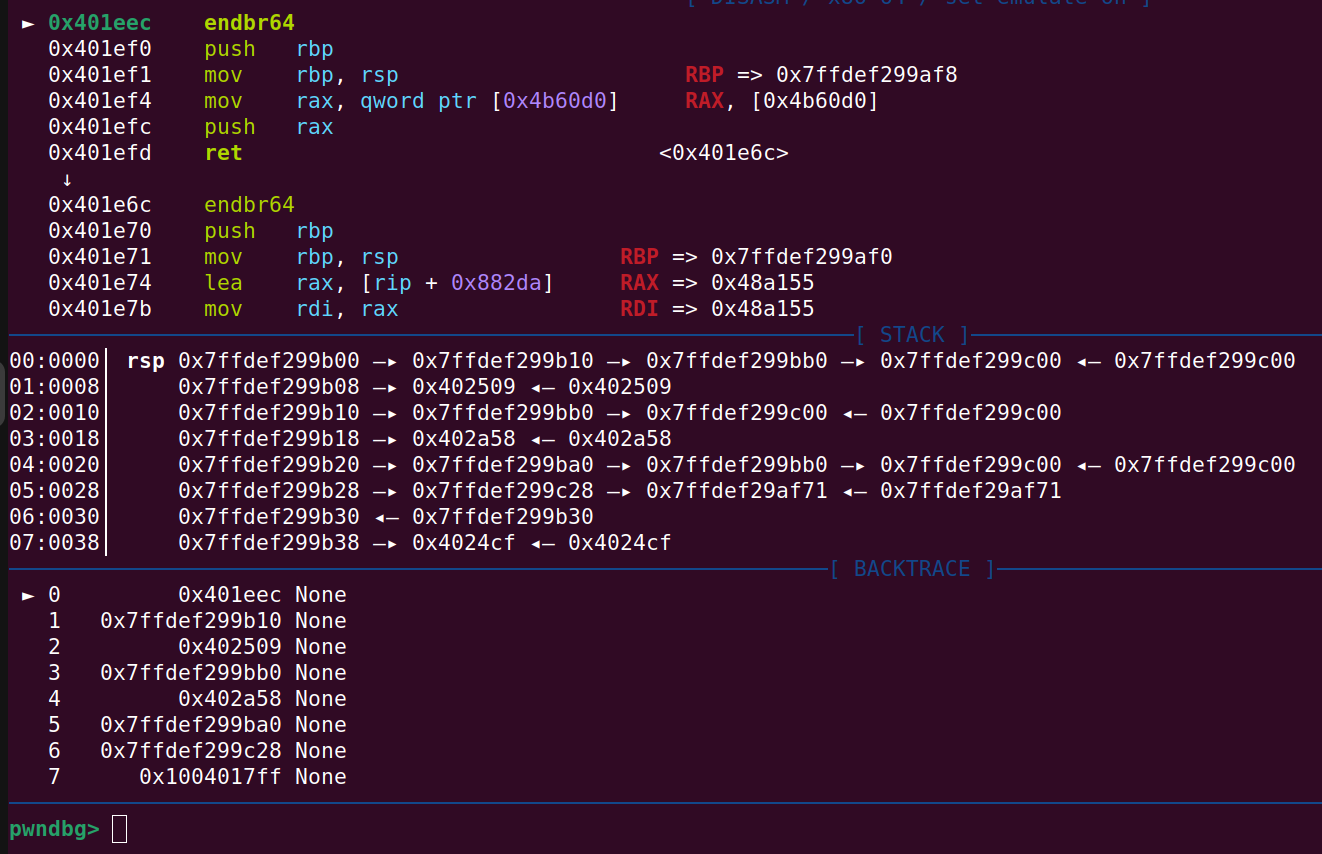 [ DISASM / x86-64 / set emulate on ]
► 0x401eec    endbr64
0x401ef0    push   rbp
0x401ef1    mov    rbp, rsp                      RBP => 0x7ffdef299af8
0x401ef4    mov    rax, qword ptr [0x4b60d0]     RAX, [0x4b60d0]
0x401efc    push   rax
0x401efd    ret                                <0x401e6c>
↓
0x401e6c    endbr64
0x401e70    push   rbp
0x401e71    mov    rbp, rsp                 RBP => 0x7ffdef299af0
0x401e74    lea    rax, [rip + 0x882da]     RAX => 0x48a155
0x401e7b    mov    rdi, rax                 RDI => 0x48a155
[ STACK ]
00:0000│ rsp 0x7ffdef299b00 —▸ 0x7ffdef299b10 —▸ 0x7ffdef299bb0 —▸ 0x7ffdef299c00 ◂— 0x7ffdef299c00
01:0008│     0x7ffdef299b08 —▸ 0x402509 ◂— 0x402509
02:0010│     0x7ffdef299b10 —▸ 0x7ffdef299bb0 —▸ 0x7ffdef299c00 ◂— 0x7ffdef299c00
03:0018│     0x7ffdef299b18 —▸ 0x402a58 ◂— 0x402a58
04:0020│     0x7ffdef299b20 —▸ 0x7ffdef299ba0 —▸ 0x7ffdef299bb0 —▸ 0x7ffdef299c00 ◂— 0x7ffdef299c00
05:0028│     0x7ffdef299b28 —▸ 0x7ffdef299c28 —▸ 0x7ffdef29af71 ◂— 0x7ffdef29af71
06:0030│     0x7ffdef299b30 ◂— 0x7ffdef299b30
07:0038│     0x7ffdef299b38 —▸ 0x4024cf ◂— 0x4024cf
[ BACKTRACE ]
► 0         0x401eec None
1   0x7ffdef299b10 None
2         0x402509 None
3   0x7ffdef299bb0 None
4         0x402a58 None
5   0x7ffdef299ba0 None
6   0x7ffdef299c28 None
7      0x1004017ff None
pwndbg>